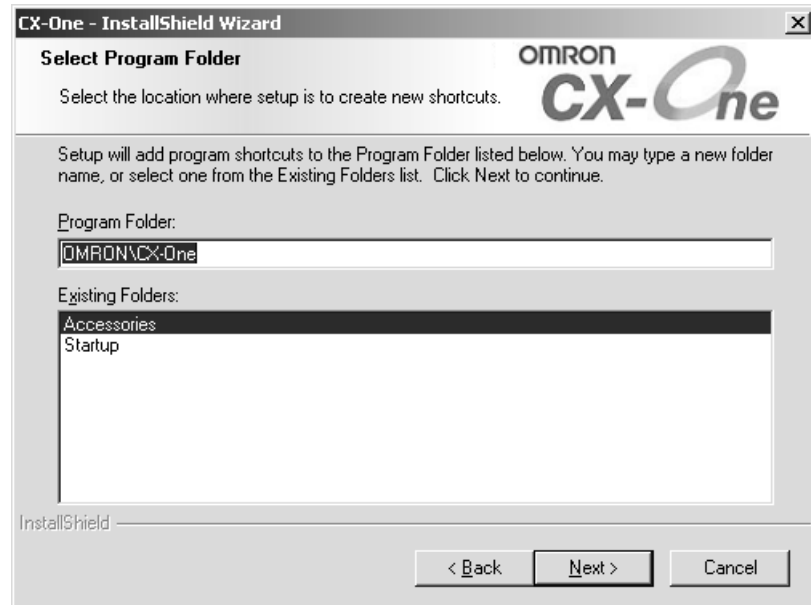 CX-One - InstallShield Wizard
Select Program Folder
Select the location where setup is to create new shortcuts.
OMRON
CX-One
Setup will add program shortcuts to the Program Folder listed below. You may type a new folder
name, or select one from the Existing Folders list. Click Next to continue.
Program Folder:
OMRON\CX-One
Existing Folders:
Accessories
Startup
InstallShield
< Back
Next >
Cancel